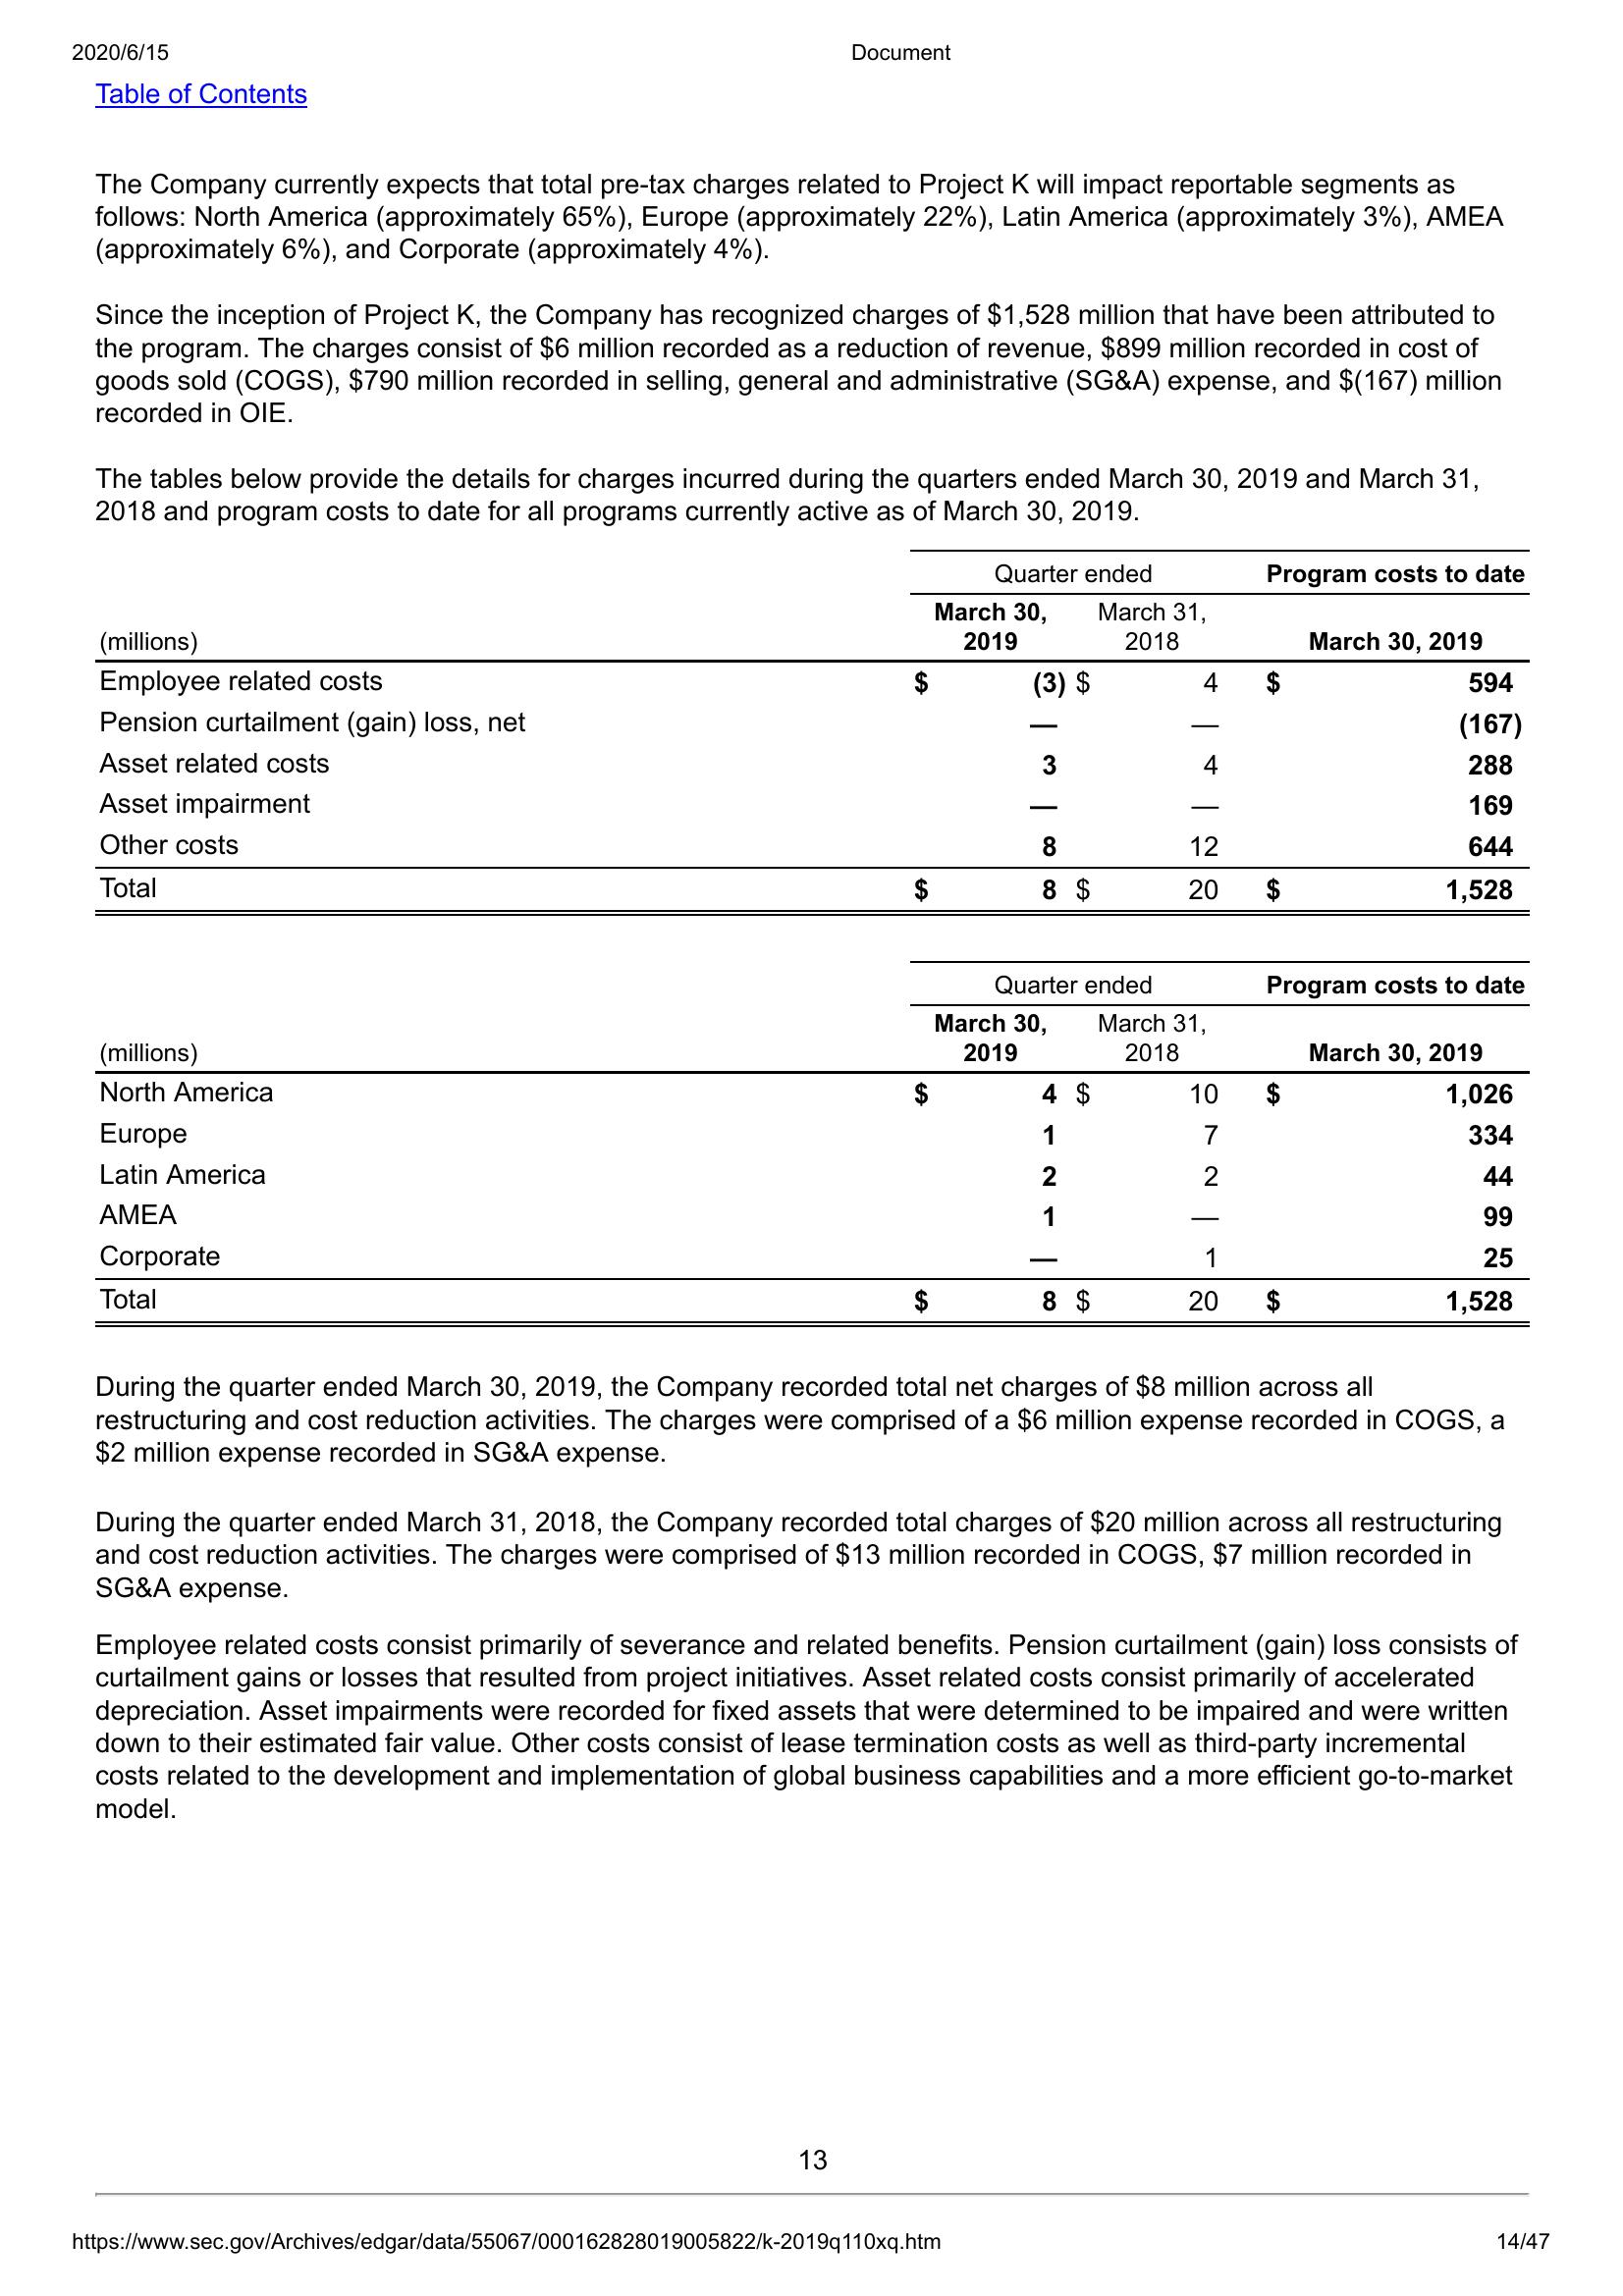 2020/6/15 Document
Table of Contents
The Company currently expects that total pre-tax charges related to Project K will impact reportable segments as
follows: North America (approximately 65%), Europe (approximately 22%), Latin America (approximately 3%), AMEA
(approximately 6%), and Corporate (approximately 4%).
Since the inception of Project K, the Company has recognized charges of $1,528 million that have been attributed to
the program. The charges consist of $6 million recorded as a reduction of revenue, $899 million recorded in cost of
goods sold (COGS), $790 million recorded in selling, general and administrative (SG&A) expense, and $(167) million
recorded in OIE.
The tables below provide the details for charges incurred during the quarters ended March 30, 2019 and March 31,
2018 and program costs to date for all programs currently active as of March 30, 2019.
Quarter ended Program costs to date
March 30, March 31,
(millions) 2019 2018 March 30, 2019
Employee related costs $ (3) $ 4 $ 594
Pension curtailment (gain) loss, net — — (167)
Asset related costs 3 4 288
Asset impairment — — 169
Other costs 8 12 644
Total $ 8 $ 20 $ 1,528
Quarter ended Program costs to date
March 30, March 31,
(millions) 2019 2018 March 30, 2019
North America $ 4 $ 10 $ 1,026
Europe 1 7 334
Latin America 2 2 44
AMEA 1 — 99
Corporate — 1 25
Total $ 8 $ 20 $ 1,528
During the quarter ended March 30, 2019, the Company recorded total net charges of $8 million across all
restructuring and cost reduction activities. The charges were comprised of a $6 million expense recorded in COGS, a
$2 million expense recorded in SG&A expense.
During the quarter ended March 31, 2018, the Company recorded total charges of $20 million across all restructuring
and cost reduction activities. The charges were comprised of $13 million recorded in COGS, $7 million recorded in
SG&A expense.
Employee related costs consist primarily of severance and related benefits. Pension curtailment (gain) loss consists of
curtailment gains or losses that resulted from project initiatives. Asset related costs consist primarily of accelerated
depreciation. Asset impairments were recorded for fixed assets that were determined to be impaired and were written
down to their estimated fair value. Other costs consist of lease termination costs as well as third-party incremental
costs related to the development and implementation of global business capabilities and a more efficient go-to-market
model.
13
https://www.sec.gov/Archives/edgar/data/55067/000162828019005822/k-2019q110xq.htm 14/47